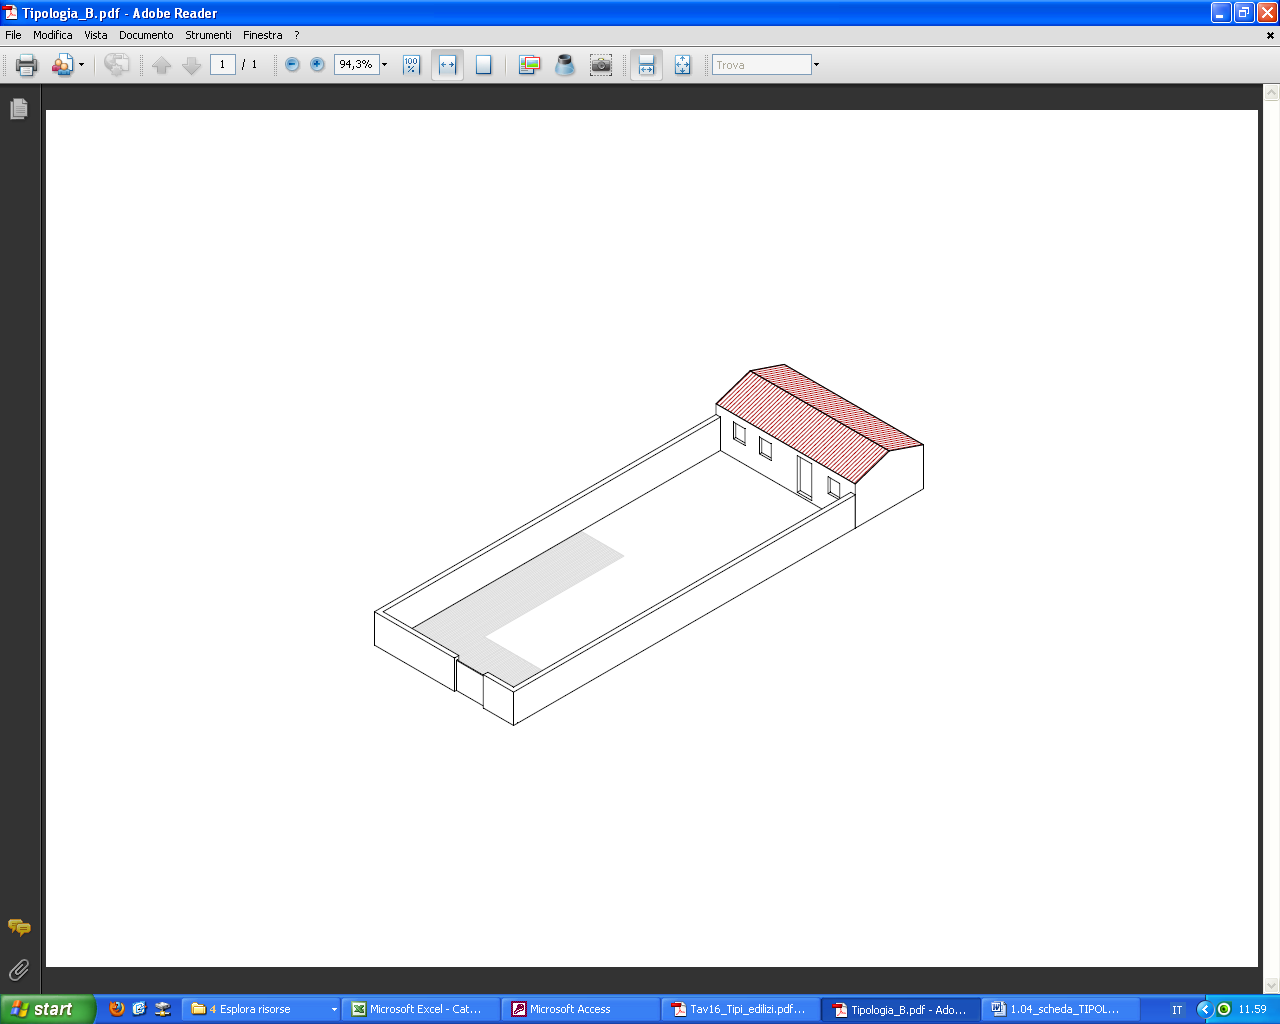 Tipologia_B.pdf - Adobe Reader
File Modifica Vista Documento Strumenti Finestra ?
1 / 1 94,3% 100 % Trova
start 4 Esplora risorse Microsoft Excel - Cat... Microsoft Access Tav16_Tipi_edilizi.pdf... Tipologia_B.pdf - Ado... 1.04_scheda_TIPOL... IT 11.59